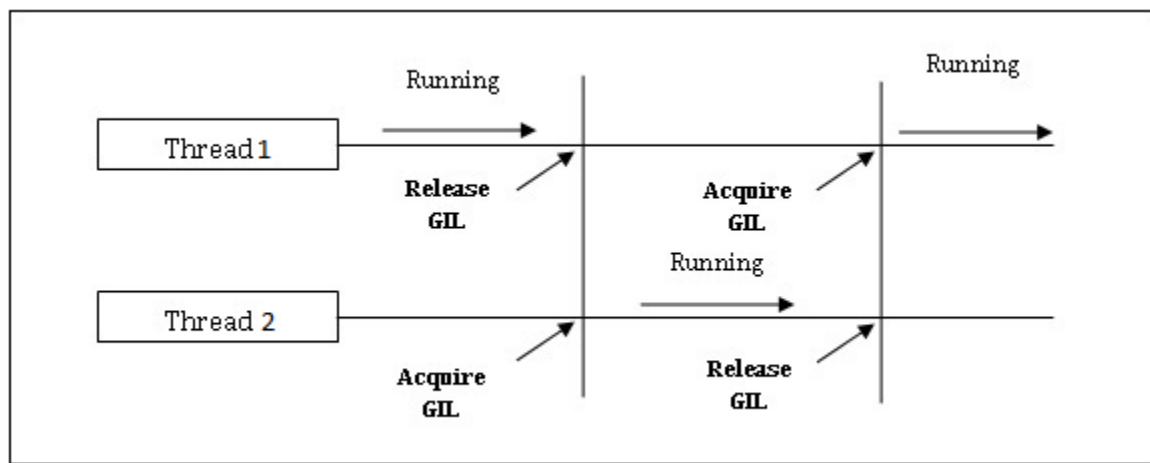 Running
Running
Thread 1
Release
GIL
Acquire
GIL
Running
Thread 2
Acquire
GIL
Release
GIL